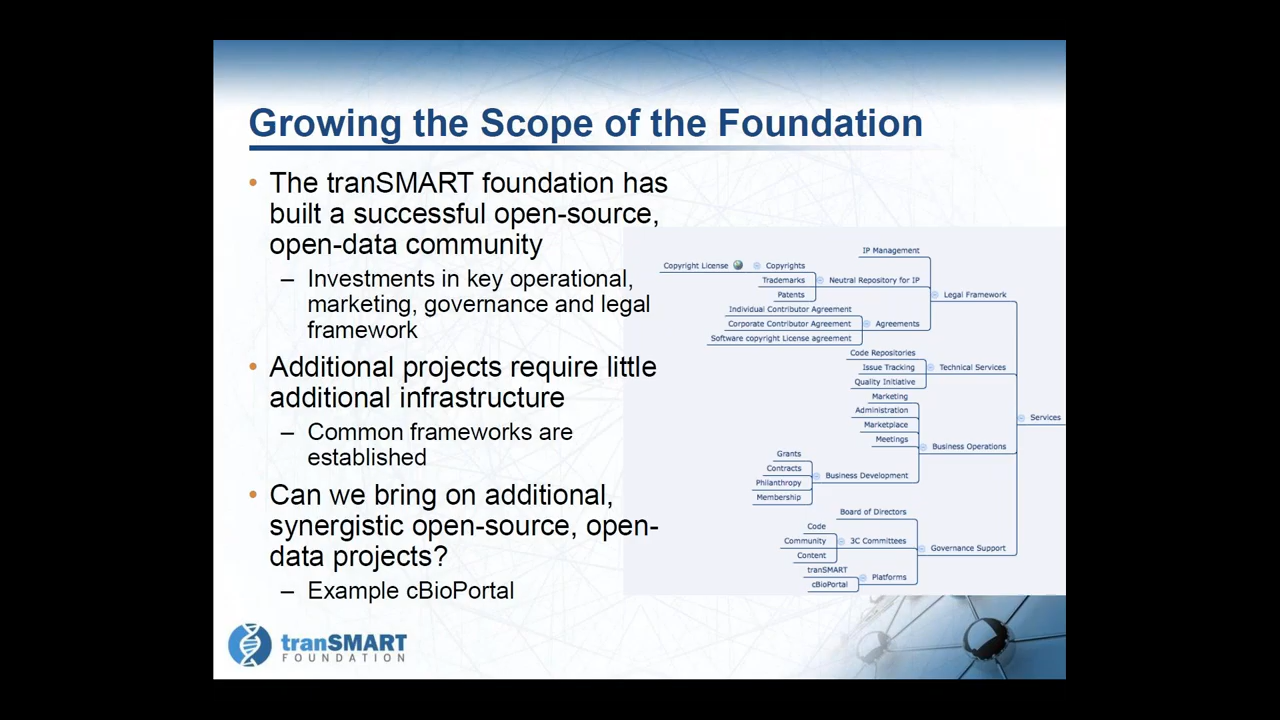 Growing the Scope of the Foundation
• The tranSMART foundation has
built a successful open-source,
open-data community
– Investments in key operational,
marketing, governance and legal
framework
• Additional projects require little
additional infrastructure
– Common frameworks are
established
• Can we bring on additional,
synergistic open-source, open-
data projects?
– Example cBioPortal
IP Management
Copyright License
Copyrights
Trademarks
Patents
Neutral Repository for IP
Individual Contributor Agreement
Corporate Contributor Agreement
Software copyright License agreement
Agreements
Legal Framework
Code Repositories
Issue Tracking
Quality Initiative
Technical Services
Marketing
Administration
Marketplace
Meetings
Grants
Contracts
Philanthropy
Membership
Business Development
Business Operations
Services
Board of Directors
Code
Community
Content
3C Committees
tranSMART
cBioPortal
Platforms
Governance Support
tranSMART
FOUNDATION